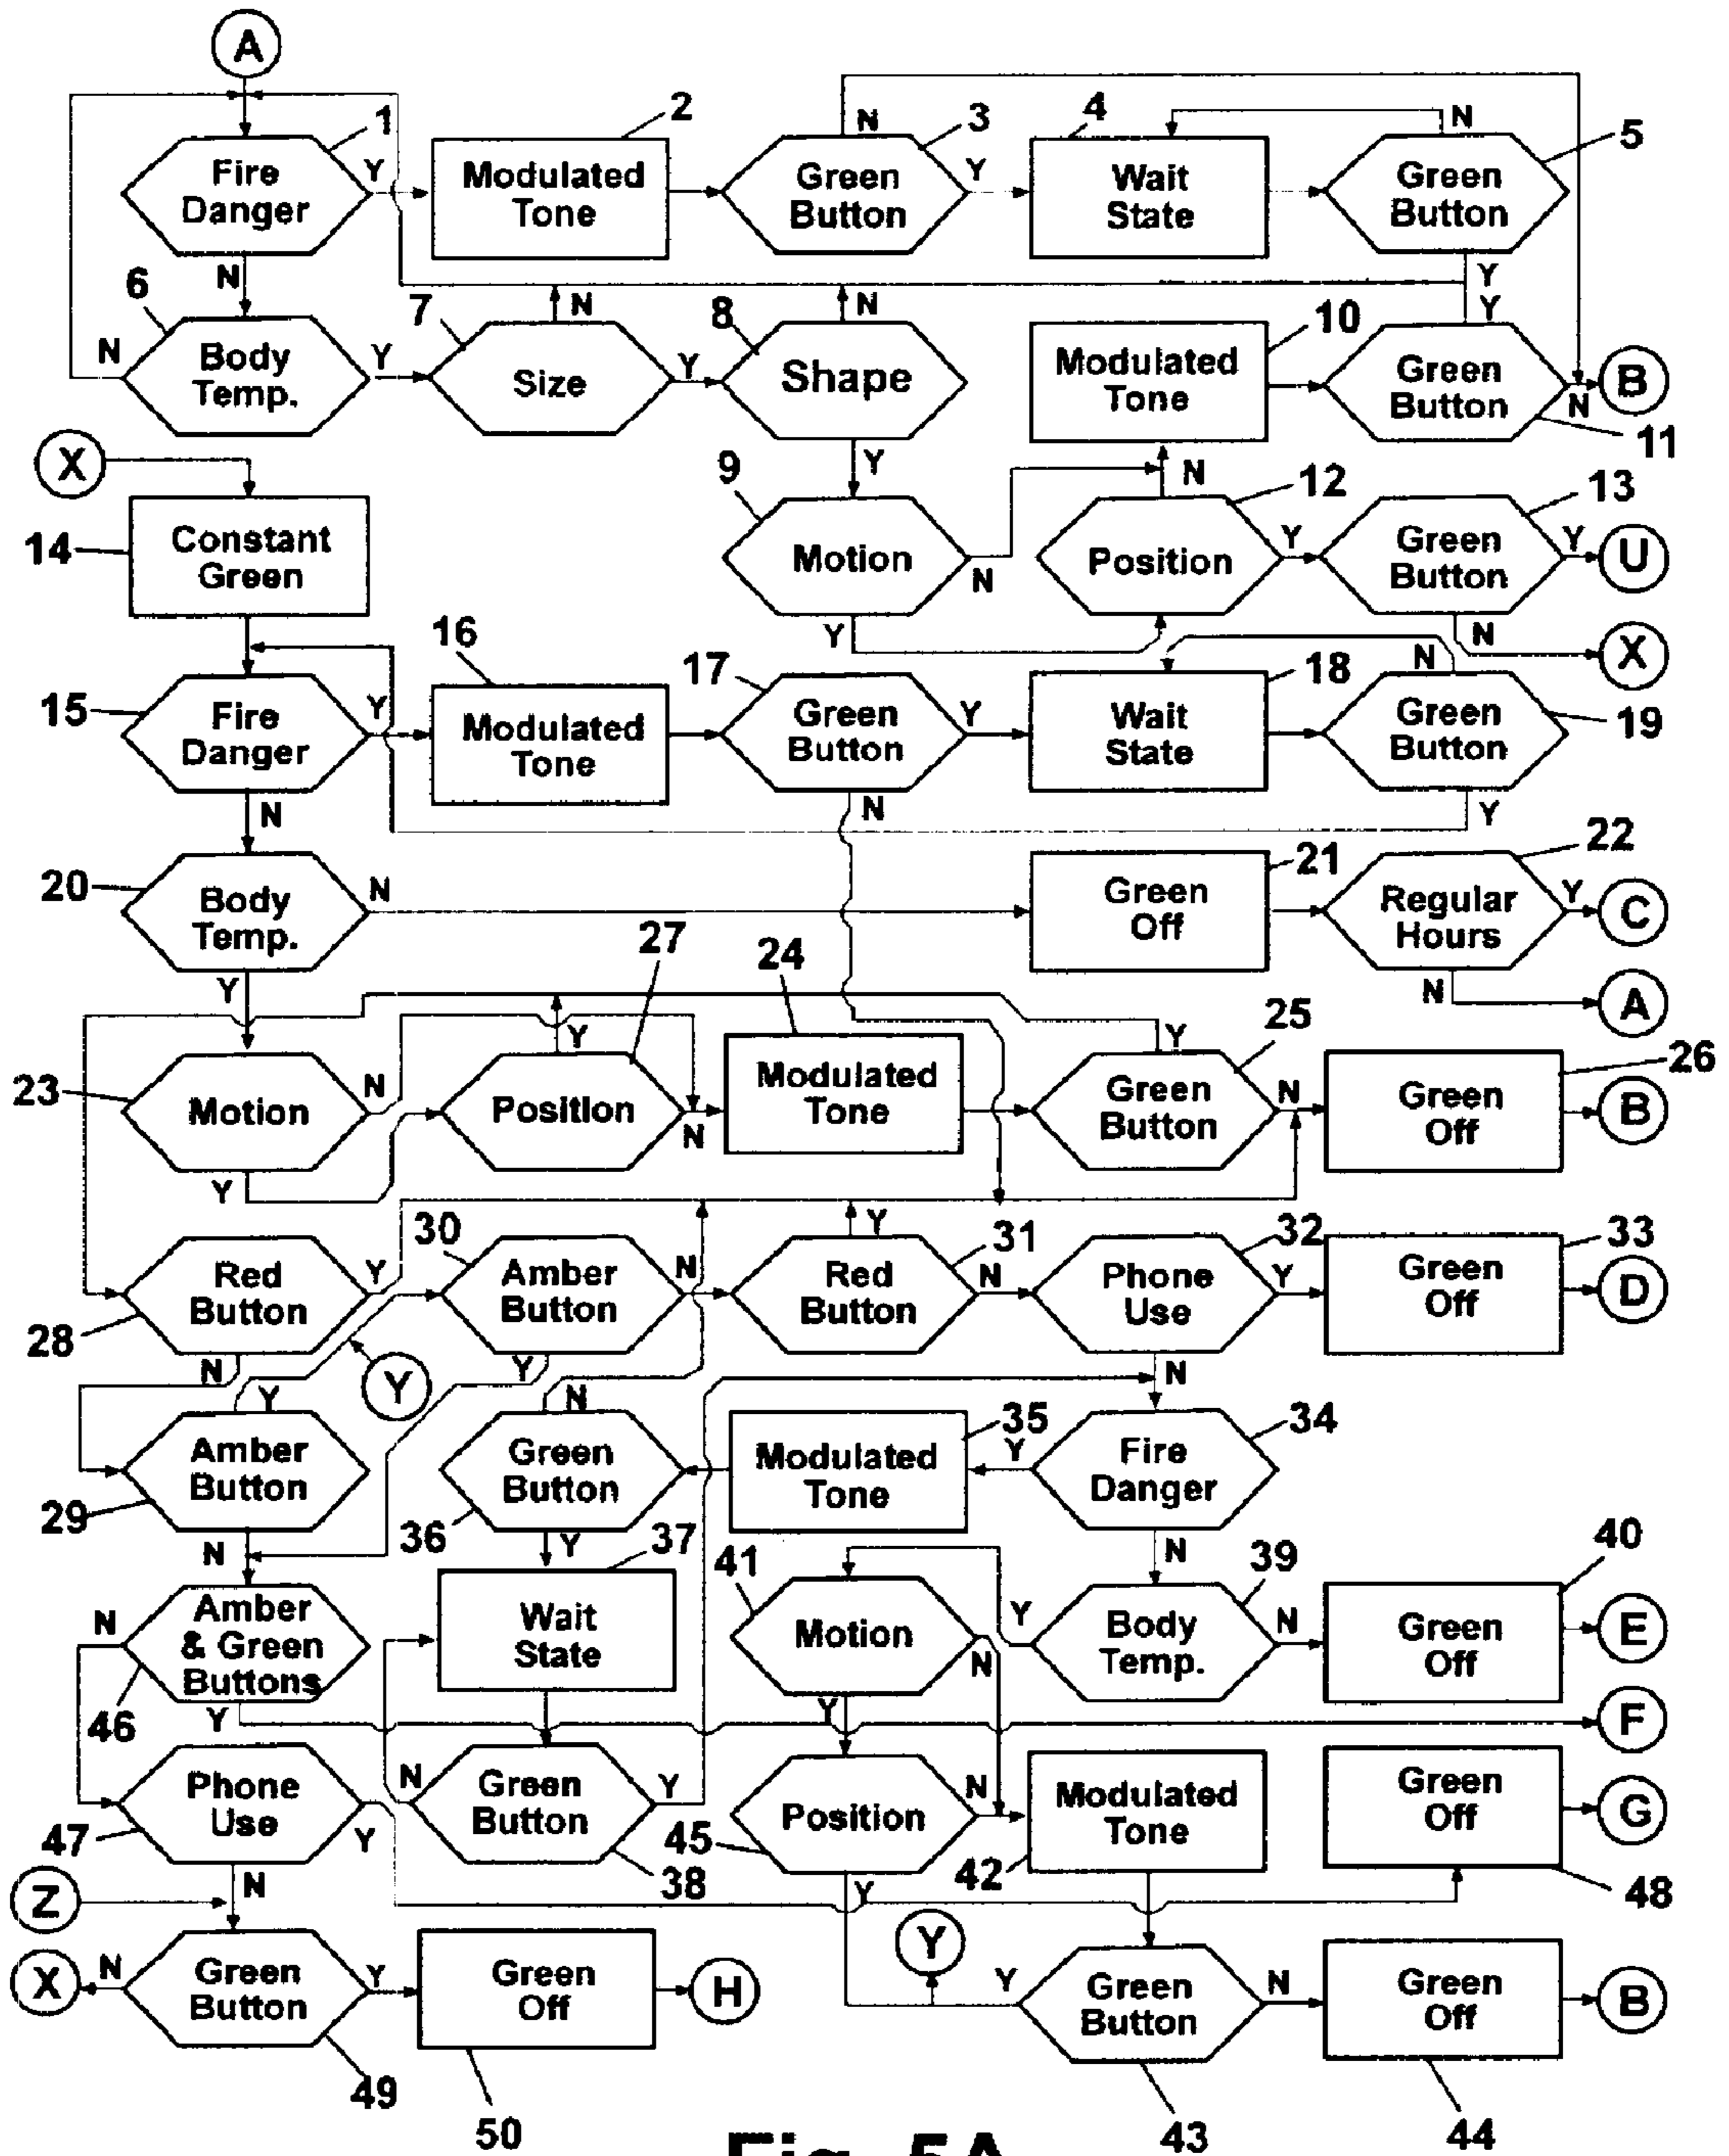 A
1
2
3
4
5
Fire
Danger
Y
Modulated
Tone
N
Green
Button
Y
Wait
State
N
Green
Button
N
Y
6
7
8
10
Y
N
Body
Temp.
Y
N
Size
Y
N
Shape
Modulated
Tone
Green
Button
N
B
11
X
9
Y
N
12
13
14
Constant
Green
Motion
N
Position
Y
Green
Button
Y
U
Y
N
X
16
17
N
18
15
Fire
Danger
Y
Modulated
Tone
Green
Button
Y
Wait
State
Green
Button
19
N
N
Y
20
Body
Temp.
N
21
Green
Off
22
Regular
Hours
Y
C
27
24
Y
N
A
25
26
23
Motion
N
Y
Position
N
Modulated
Tone
Y
Green
Button
N
Green
Off
B
Y
30
Y
31
32
33
28
Red
Button
Y
Amber
Button
N
Red
Button
N
Phone
Use
Y
Green
Off
D
N
Y
Y
Y
N
N
29
Amber
Button
36
Green
Button
35
Modulated
Tone
Y
Fire
Danger
34
N
Y
37
41
N
39
40
N
Amber
& Green
Buttons
46
Wait
State
Motion
N
Y
Body
Temp.
N
Green
Off
E
Y
Y
F
47
Phone
Use
Y
N
Green
Button
Y
38
45
Position
N
42
Modulated
Tone
Green
Off
G
48
Z
N
Y
Y
X
N
Green
Button
Y
49
Green
Off
50
H
Y
Green
Button
43
N
Green
Off
44
B
Fig. 5A